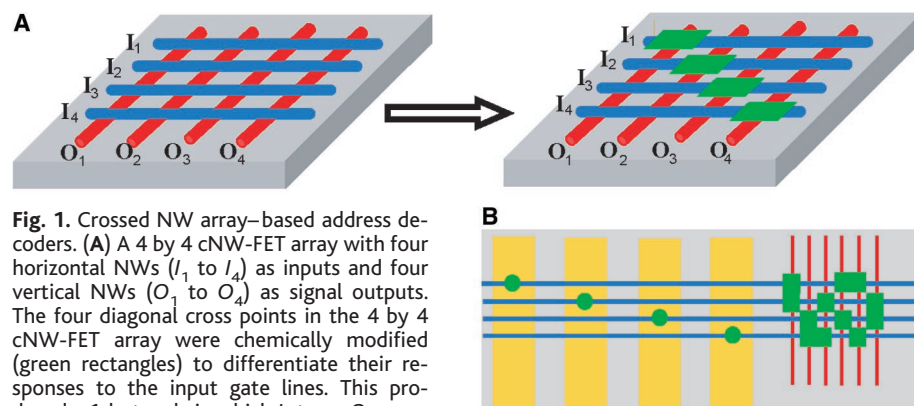 A
I1
I2
I3
I4
O1
O2
O3
O4
I1
I2
I3
I4
O1
O2
O3
O4
Fig. 1. Crossed NW array–based address de-
coders. (A) A 4 by 4 cNW-FET array with four
horizontal NWs (I1 to I4) as inputs and four
vertical NWs (O1 to O4) as signal outputs.
The four diagonal cross points in the 4 by 4
cNW-FET array were chemically modified
(green rectangles) to differentiate their re-
sponses to the input gate lines. This pro-
B